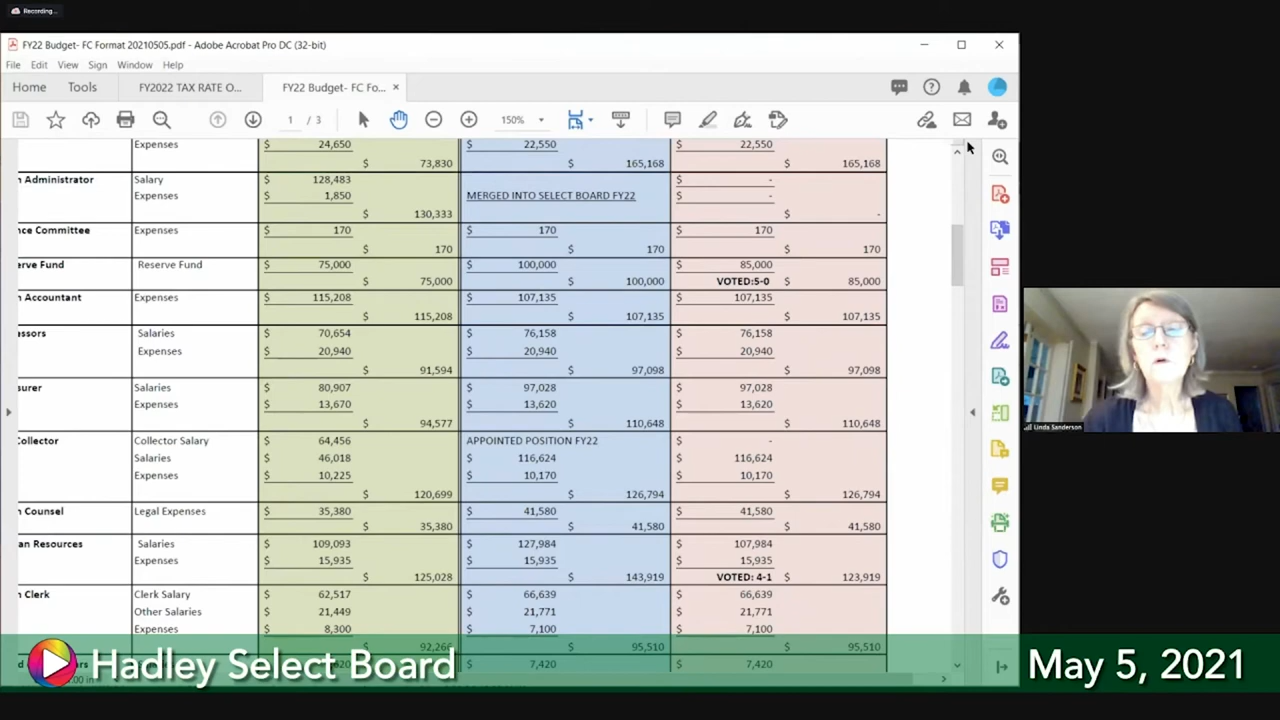 Recording...
FY22 Budget- FC Format 20210505.pdf - Adobe Acrobat Pro DC (32-bit)
File Edit View Sign Window Help
Home Tools FY2022 TAX RATE O... FY22 Budget- FC Fo... ×
1 / 3 150%
Expenses $ 24,650 $ 22,550 $ 22,550
$ 73,830 $ 165,168 165,168
n Administrator Salary $ 128,483 $ -
Expenses $ 1,850 MERGED INTO SELECT BOARD FY22 $ -
$ 130,333 $ -
nce Committee Expenses $ 170 $ 170 $ 170
$ 170 $ 170 $ 170
erve Fund Reserve Fund $ 75,000 $ 100,000 $ 85,000
$ 75,000 $ 100,000 VOTED:5-0 $ 85,000
n Accountant Expenses $ 115,208 $ 107,135 $ 107,135
$ 115,208 $ 107,135 $ 107,135
assors Salaries $ 70,654 $ 76,158 $ 76,158
Expenses $ 20,940 $ 20,940 $ 20,940
$ 91,594 $ 97,098 $ 97,098
surer Salaries $ 80,907 $ 97,028 $ 97,028
Expenses $ 13,670 $ 13,620 $ 13,620
$ 94,577 $ 110,648 $ 110,648
Collector Collector Salary $ 64,456 APPOINTED POSITION FY22 $ -
Salaries $ 46,018 $ 116,624 $ 116,624
Expenses $ 10,225 $ 10,170 $ 10,170
$ 120,699 $ 126,794 $ 126,794
n Counsel Legal Expenses $ 35,380 $ 41,580 $ 41,580
$ 35,380 $ 41,580 $ 41,580
an Resources Salaries $ 109,093 $ 127,984 $ 107,984
Expenses $ 15,935 $ 15,935 $ 15,935
$ 125,028 $ 143,919 VOTED: 4-1 $ 123,919
n Clerk Clerk Salary $ 62,517 $ 66,639 $ 66,639
Other Salaries $ 21,449 $ 21,771 $ 21,771
Expenses $ 8,300 $ 7,100 $ 7,100
$ 92,266 $ 95,510 $ 95,510
$ 7,420 $ 7,420
Linda Sanderson
Hadley Select Board
May 5, 2021